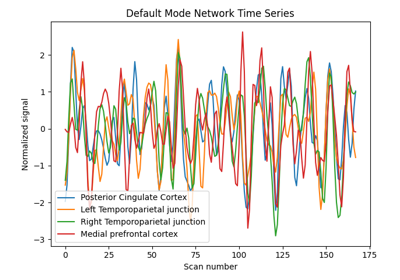 Default Mode Network Time Series
Normalized signal
2
1
0
−1
−2
−3
Posterior Cingulate Cortex
Left Temporoparietal junction
Right Temporoparietal junction
Medial prefrontal cortex
0 25 50 75 100 125 150 175
Scan number